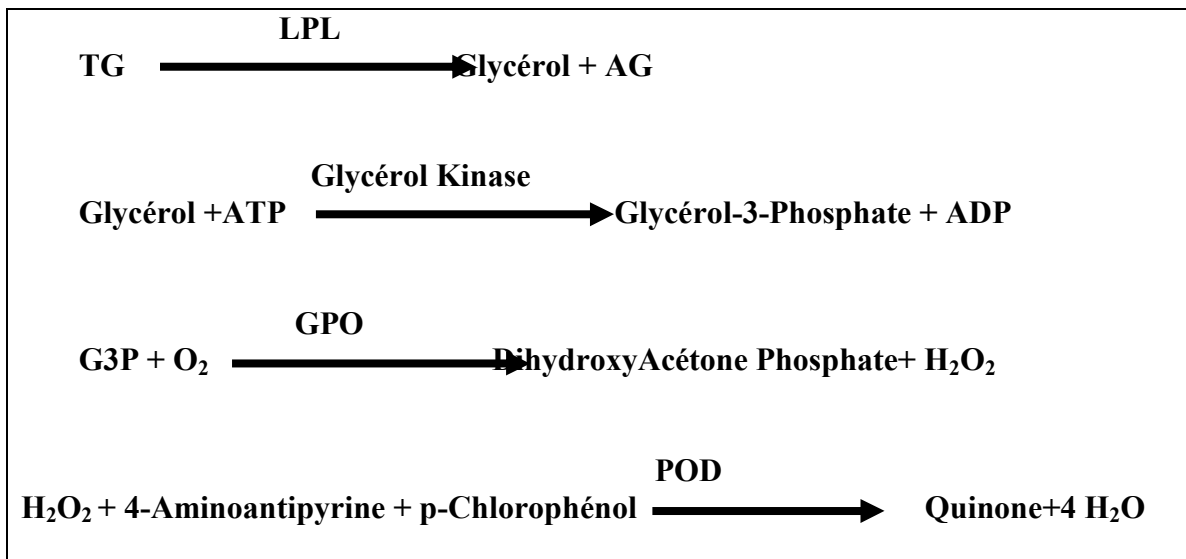 LPL
TG Glycérol + AG
Glycérol Kinase
Glycérol +ATP Glycérol-3-Phosphate + ADP
GPO
G3P + O₂ DihydroxyAcétone Phosphate+ H₂O₂
POD
H₂O₂ + 4-Aminoantipyrine + p-Chlorophénol Quinone+4 H₂O